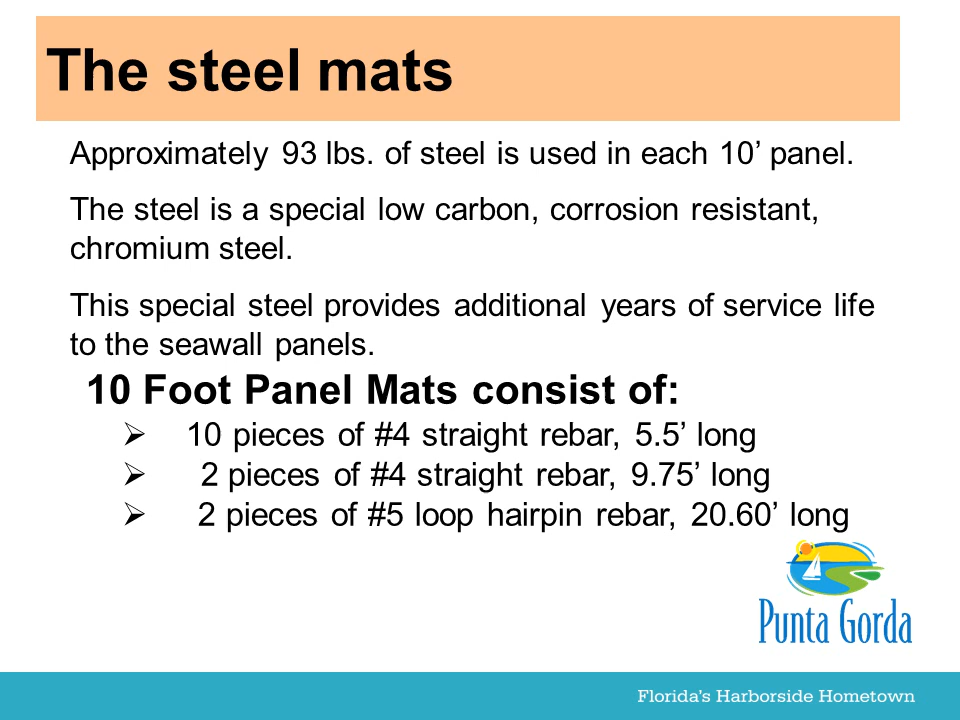 The steel mats
Approximately 93 lbs. of steel is used in each 10’ panel.
The steel is a special low carbon, corrosion resistant,
chromium steel.
This special steel provides additional years of service life
to the seawall panels.
10 Foot Panel Mats consist of:
➢ 10 pieces of #4 straight rebar, 5.5’ long
➢ 2 pieces of #4 straight rebar, 9.75’ long
➢ 2 pieces of #5 loop hairpin rebar, 20.60’ long
Punta Gorda
Florida’s Harborside Hometown